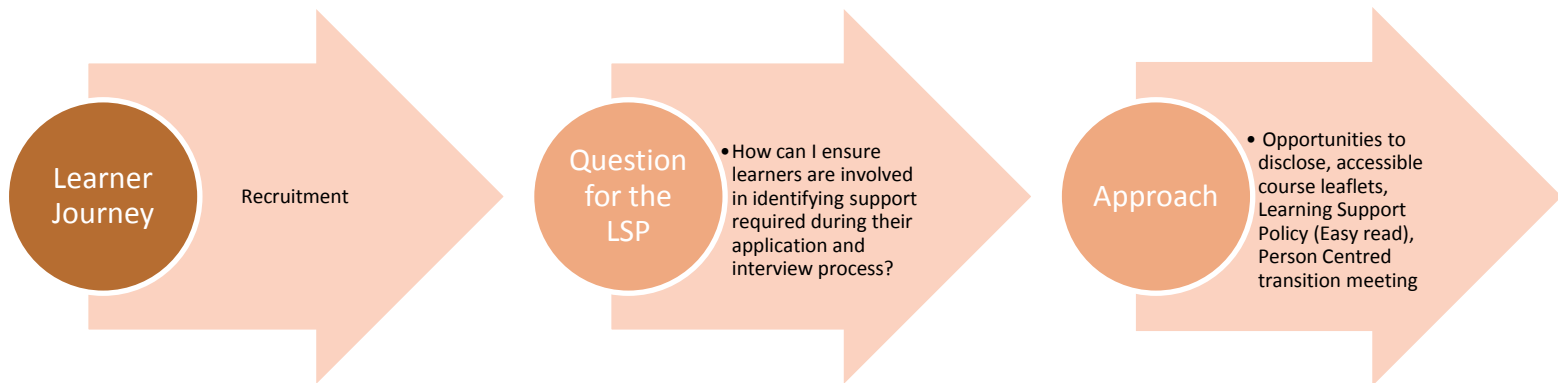 Learner
Journey
Recruitment
Question
for the
LSP
•How can I ensure
learners are involved
in identifying support
required during their
application and
interview process?
Approach
• Opportunities to
disclose, accessible
course leaflets,
Learning Support
Policy (Easy read),
Person Centred
transition meeting